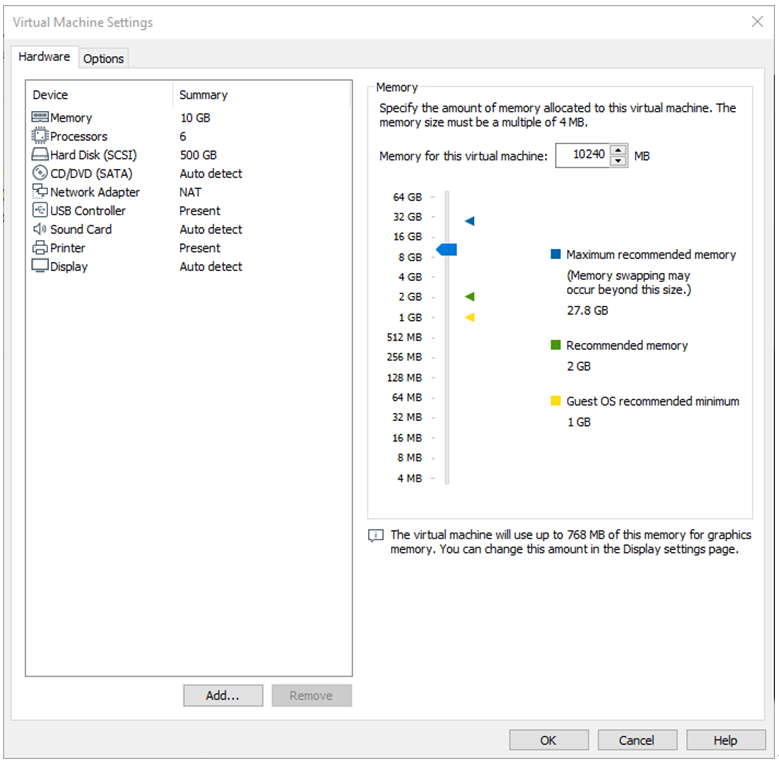 Virtual Machine Settings
Hardware Options
Device Summary
Memory 10 GB
Processors 6
Hard Disk (SCSI) 500 GB
CD/DVD (SATA) Auto detect
Network Adapter NAT
USB Controller Present
Sound Card Auto detect
Printer Present
Display Auto detect
Add...
Remove
Memory
Specify the amount of memory allocated to this virtual machine. The
memory size must be a multiple of 4 MB.
Memory for this virtual machine: 10240 MB
64 GB
32 GB
16 GB
8 GB
4 GB
2 GB
1 GB
512 MB
256 MB
128 MB
64 MB
32 MB
16 MB
8 MB
4 MB
Maximum recommended memory
(Memory swapping may
occur beyond this size.)
27.8 GB
Recommended memory
2 GB
Guest OS recommended minimum
1 GB
The virtual machine will use up to 768 MB of this memory for graphics
memory. You can change this amount in the Display settings page.
OK
Cancel
Help